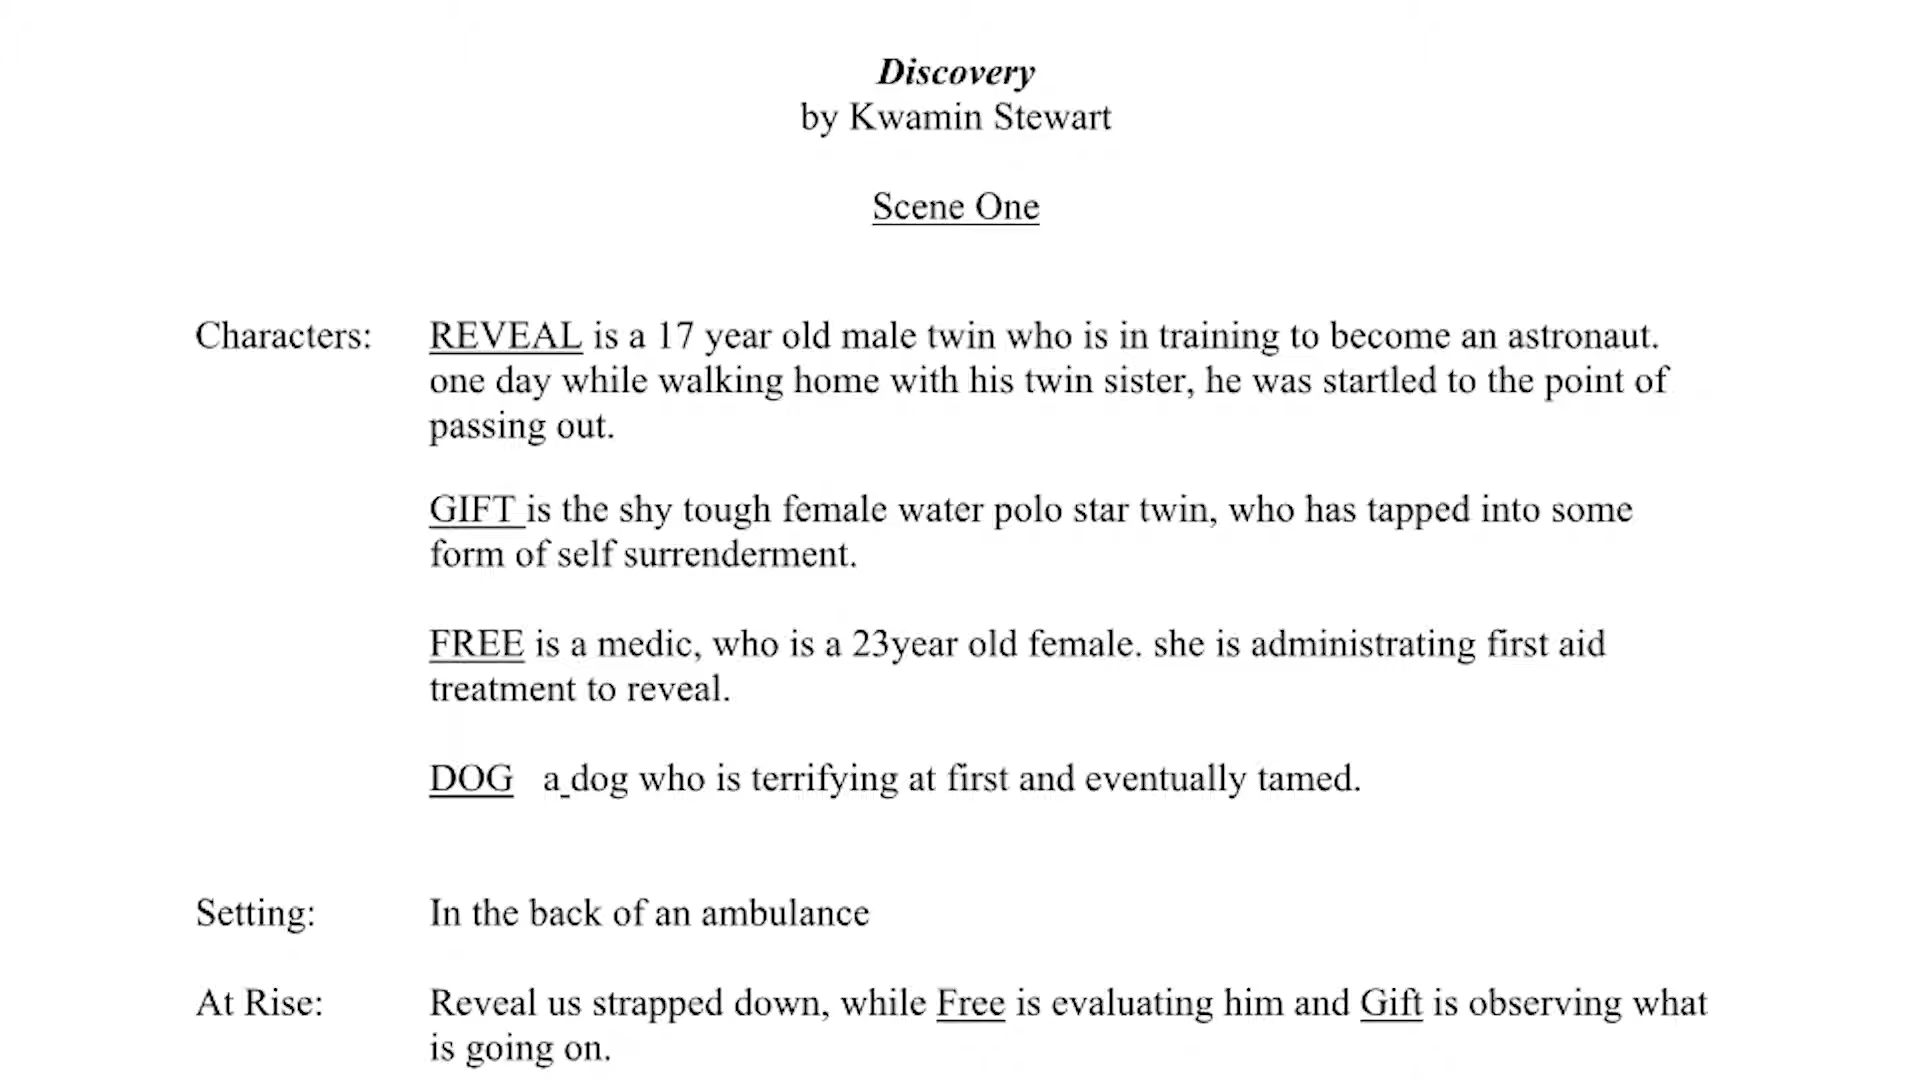 Discovery
by Kwamin Stewart
Scene One
Characters: REVEAL is a 17 year old male twin who is in training to become an astronaut.
one day while walking home with his twin sister, he was startled to the point of
passing out.
GIFT is the shy tough female water polo star twin, who has tapped into some
form of self surrenderment.
FREE is a medic, who is a 23year old female. she is administrating first aid
treatment to reveal.
DOG a dog who is terrifying at first and eventually tamed.
Setting: In the back of an ambulance
At Rise: Reveal us strapped down, while Free is evaluating him and Gift is observing what
is going on.